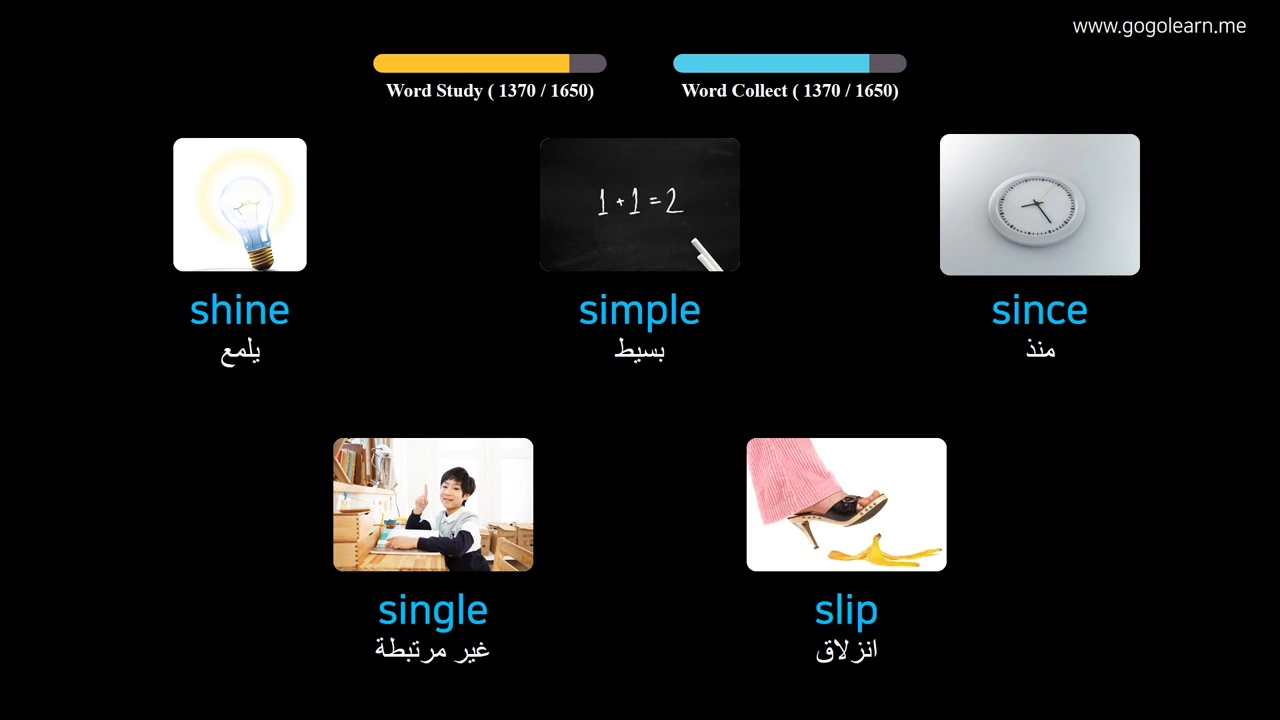 www.gogolearn.me
Word Study ( 1370 / 1650)
Word Collect ( 1370 / 1650)
1 + 1 = 2
shine
simple
since
يلمع
بسيط
منذ
single
slip
غير مرتبطة
انزلاق